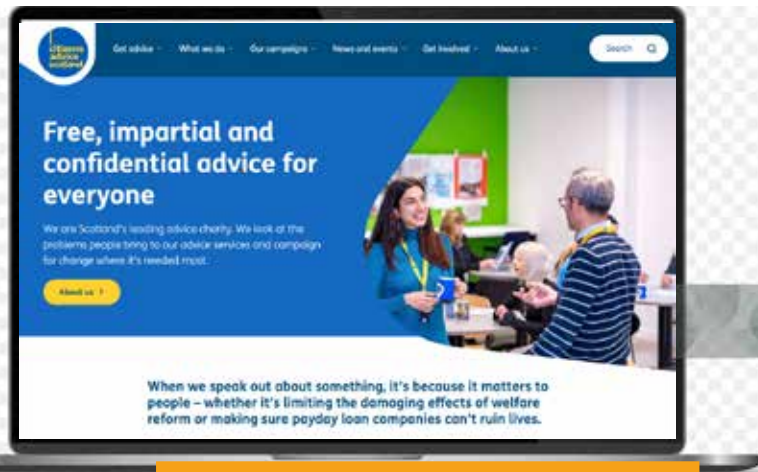 citizens
advice
scotland
Get advice
What we do
Our campaigns
News and events
Get involved
About us
Search
Free, impartial and
confidential advice for
everyone
We are Scotland's leading advice charity. We look at the
problems people bring to our advice services and campaign
for change where it's needed most.
About us
When we speak out about something, it's because it matters to
people – whether it's limiting the damaging effects of welfare
reform or making sure payday loan companies can't ruin lives.